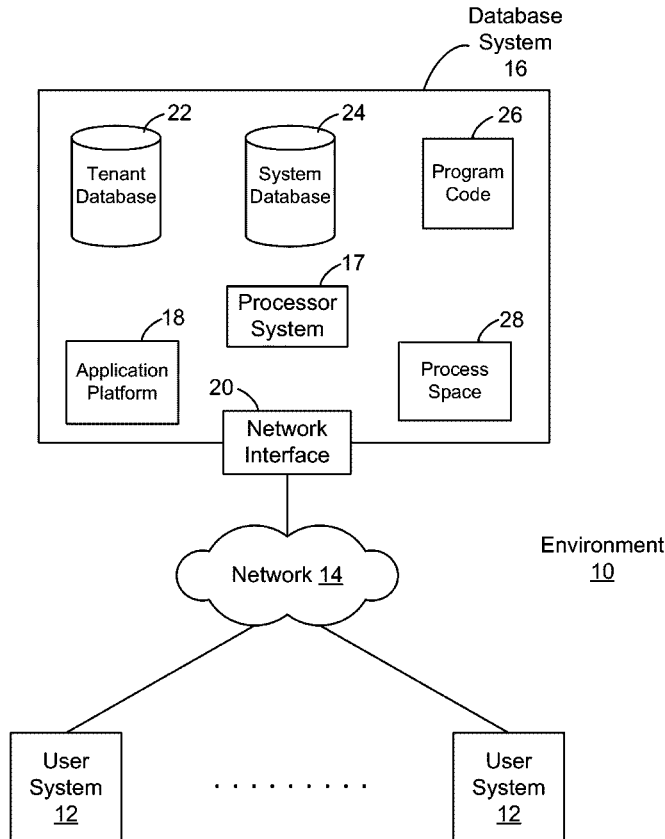 Database
System
16
22
24
26
Tenant
Database
System
Database
Program
Code
17
Processor
System
18
Application
Platform
28
Process
Space
20
Network
Interface
Network 14
Environment
10
User
System
12
. . . . . . . . .
User
System
12